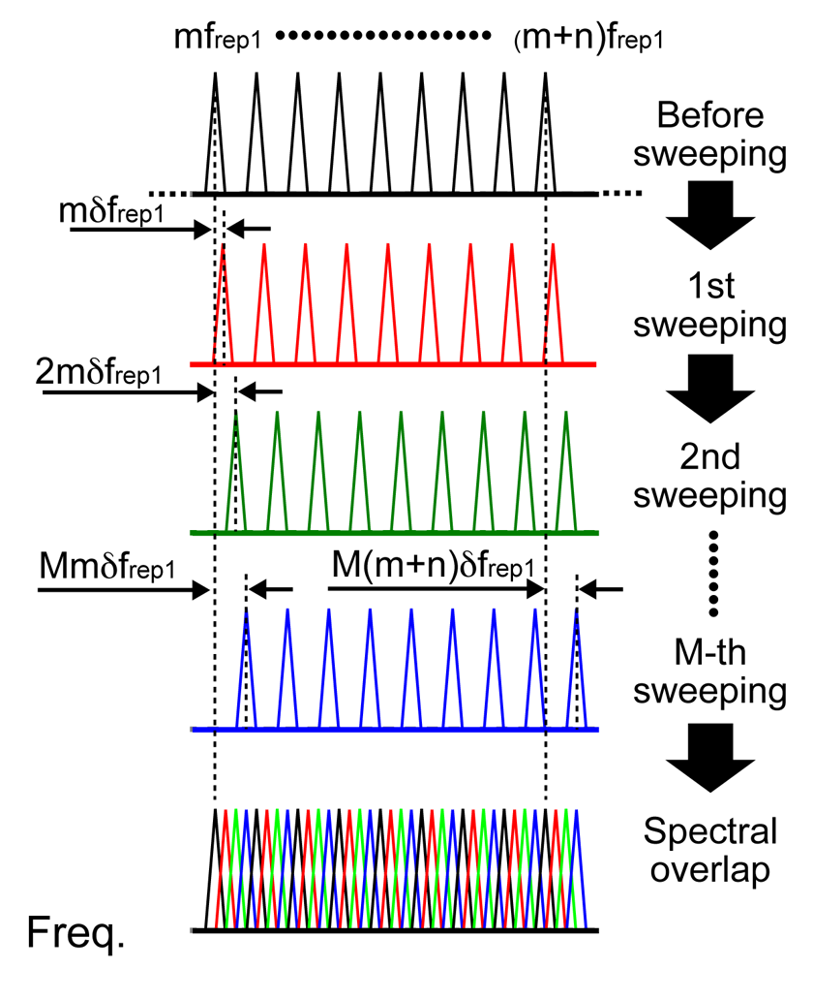 mfrep1 (m+n)frep1
Before
sweeping
mδfrep1
1st
sweeping
2mδfrep1
2nd
sweeping
Mmδfrep1 M(m+n)δfrep1
M-th
sweeping
Spectral
overlap
Freq.